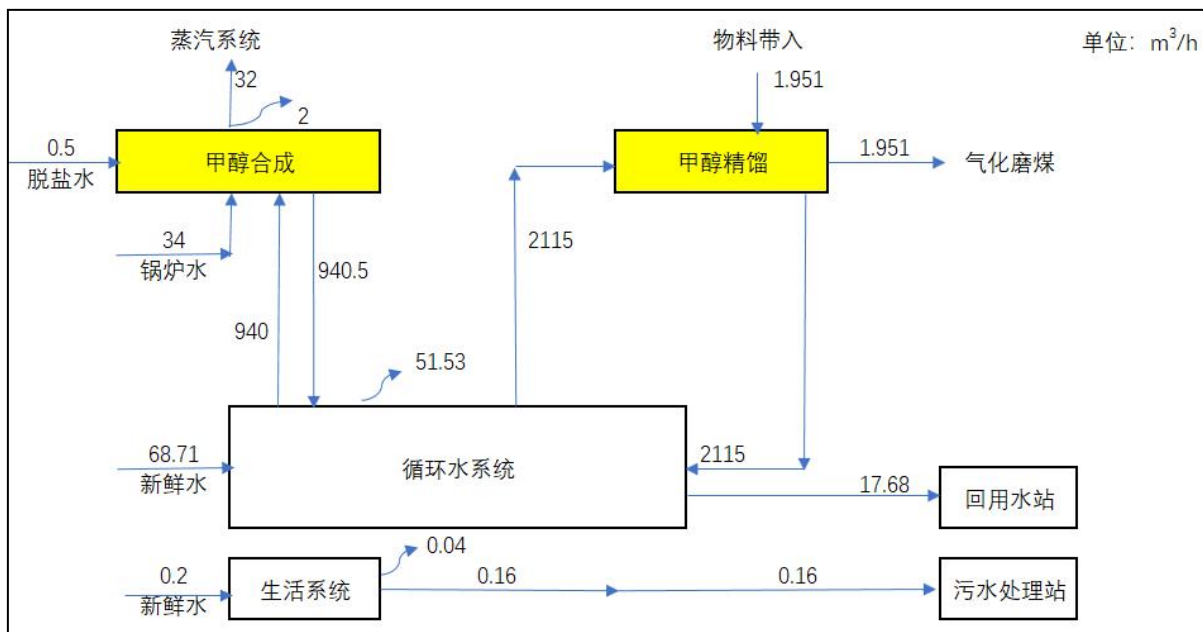 蒸汽系统
物料带入
单位：m³/h
32
2
1.951
0.5
脱盐水
甲醇合成
甲醇精馏
1.951
气化磨煤
34
锅炉水
940.5
2115
940
51.53
68.71
新鲜水
循环水系统
2115
17.68
回用水站
0.04
0.2
新鲜水
生活系统
0.16
0.16
污水处理站